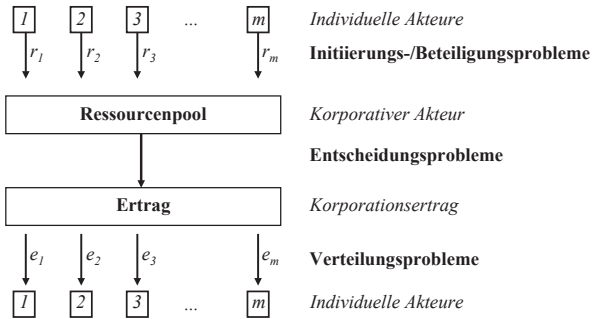 1 2 3 ... m Individuelle Akteure
r1 r2 r3 rm Initiierungs-/Beteiligungsprobleme
Ressourcenpool Korporativer Akteur
Entscheidungsprobleme
Ertrag Korporationsertrag
e1 e2 e3 em Verteilungsprobleme
1 2 3 ... m Individuelle Akteure